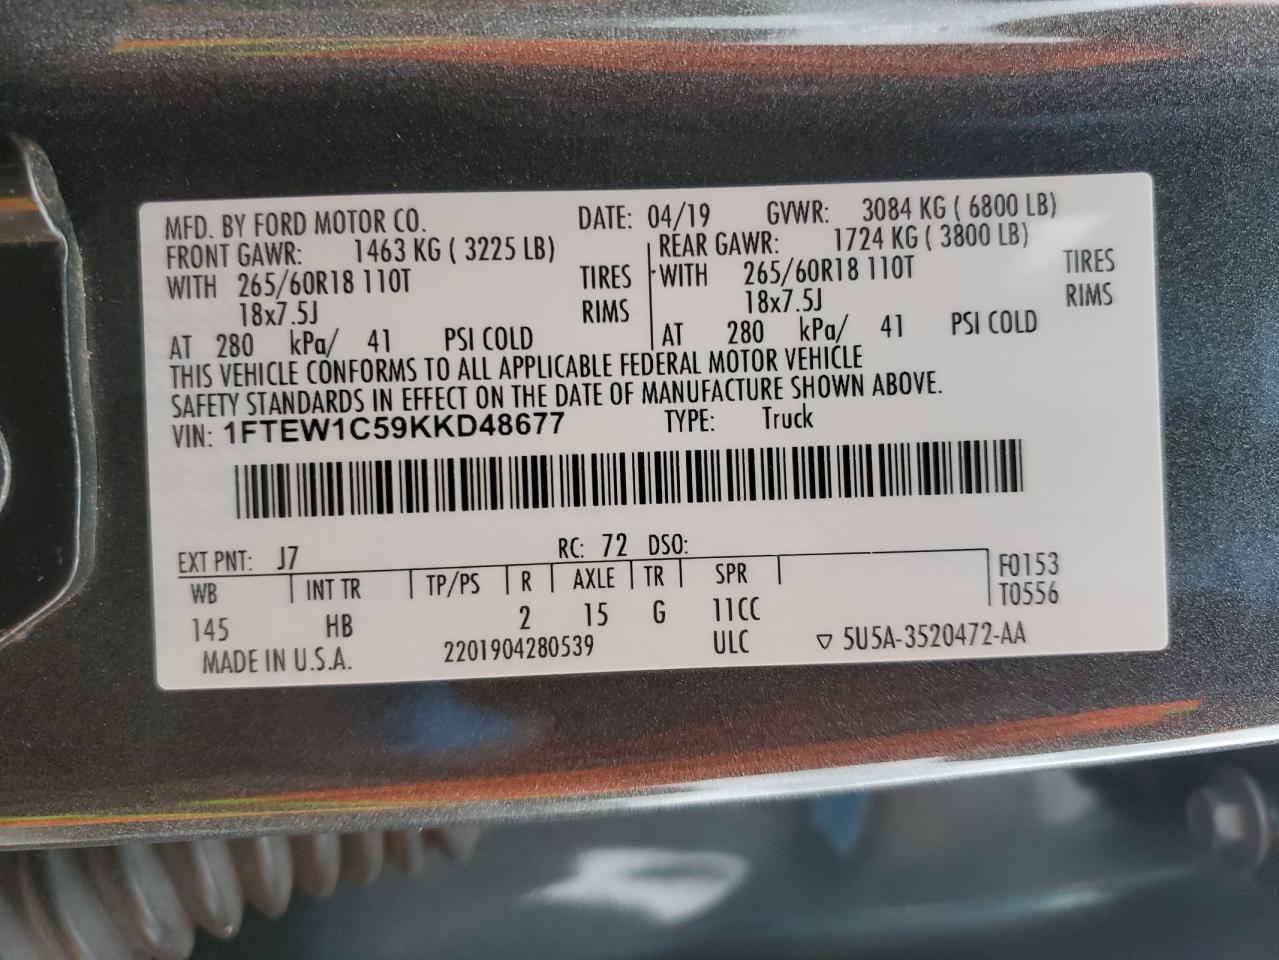 MFD. BY FORD MOTOR CO. DATE: 04/19 GVWR: 3084 KG ( 6800 LB)
FRONT GAWR: 1463 KG ( 3225 LB) REAR GAWR: 1724 KG ( 3800 LB)
WITH 265/60R18 110T TIRES WITH 265/60R18 110T TIRES
18x7.5J RIMS 18x7.5J RIMS
AT 280 kPa/ 41 PSI COLD AT 280 kPa/ 41 PSI COLD
THIS VEHICLE CONFORMS TO ALL APPLICABLE FEDERAL MOTOR VEHICLE
SAFETY STANDARDS IN EFFECT ON THE DATE OF MANUFACTURE SHOWN ABOVE.
VIN: 1FTEW1C59KKD48677 TYPE: Truck
EXT PNT: J7 RC: 72 DSO:
WB INT TR TP/PS R AXLE TR SPR F0153
145 HB 2 15 G 11CC T0556
MADE IN U.S.A. 2201904280539 ULC ▽ 5U5A-3520472-AA